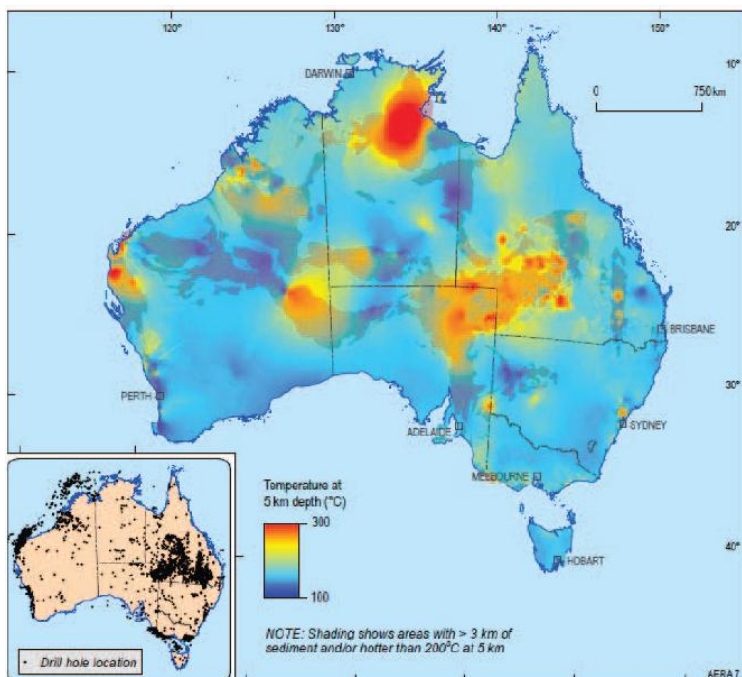 120° 130° 140° 150°
10°
DARWIN
0 750 km
20°
BRISBANE
30°
PERTH
ADELAIDE
SYDNEY
MELBOURNE
Temperature at
5 km depth (°C)
300
100
40°
HOBART
NOTE: Shading shows areas with > 3 km of
sediment and/or hotter than 200°C at 5 km
Drill hole location
AERA 7